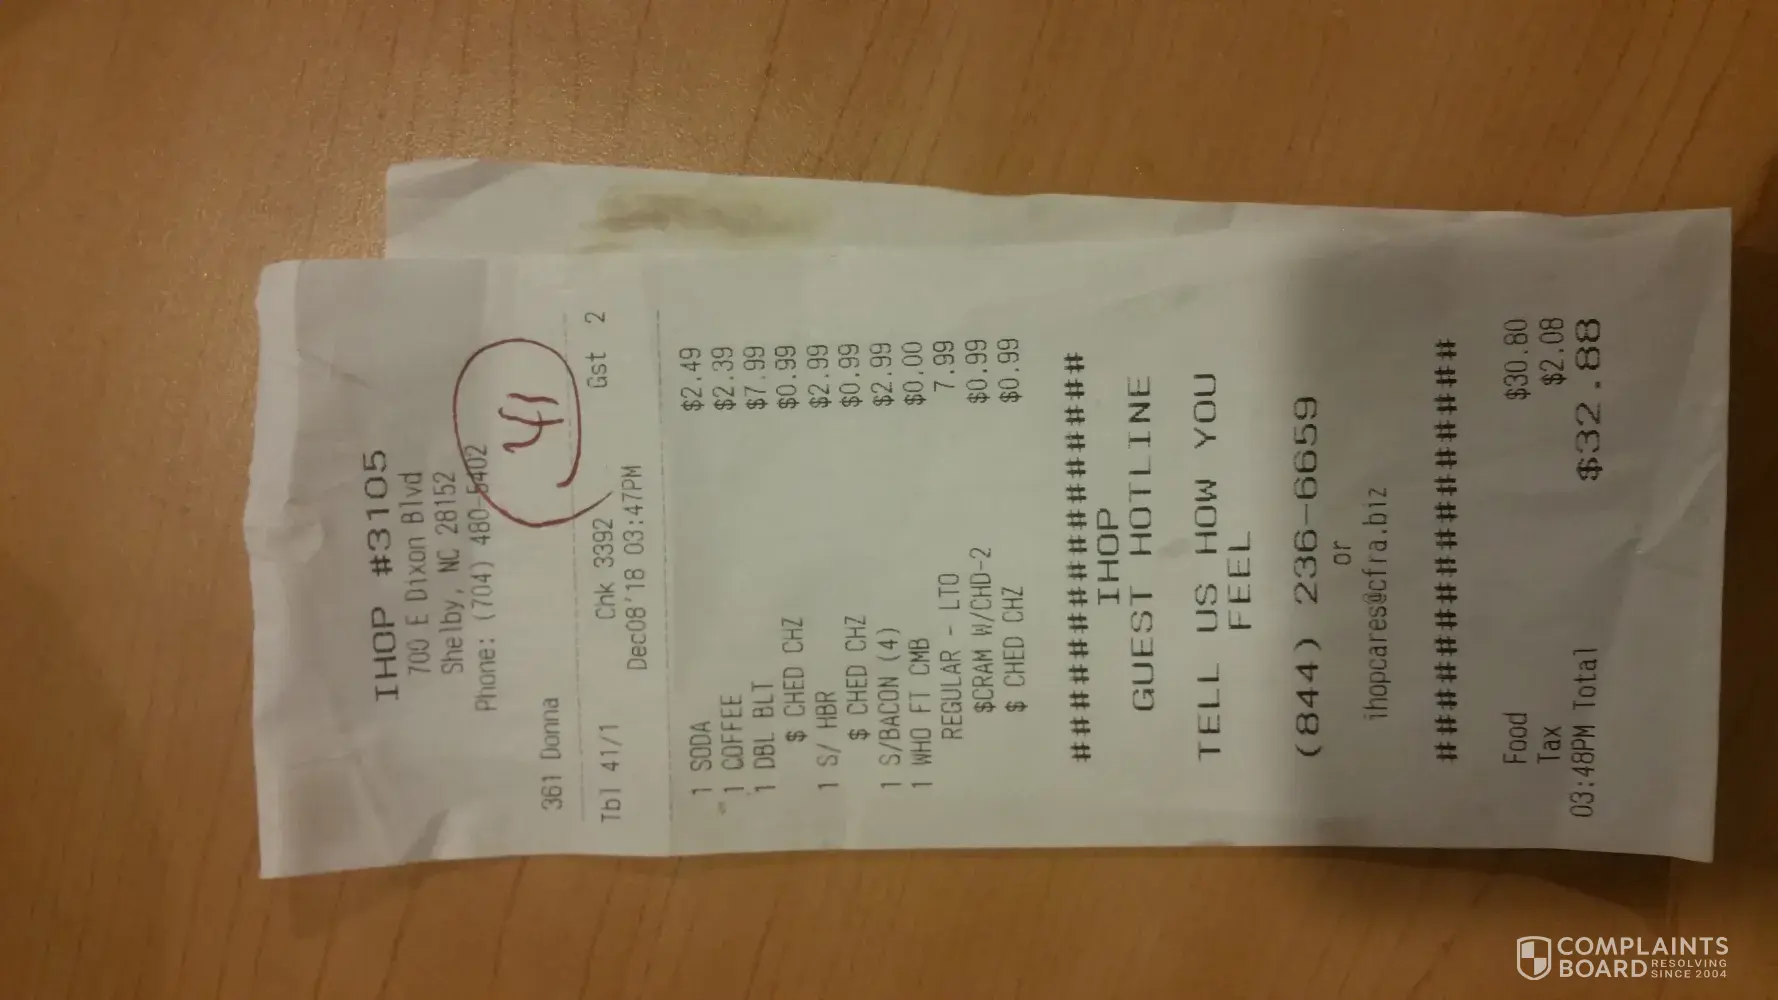 IHOP #3105
700 E Dixon Blvd
Shelby, NC 28152
Phone: (704) 480-5402
41
361 Donna
Tbl 41/1 Chk 3392 Gst 2
Dec08'18 03:47PM
1 SODA $2.49
1 COFFEE $2.39
1 DBL BLT $7.99
$ CHED CHZ $0.99
1 S/ HBR $2.99
$ CHED CHZ $0.99
1 S/BACON (4) $2.99
1 WHO FT CMB $0.00
REGULAR - LTO 7.99
$SCRAM W/CHD-2 $0.99
$ CHED CHZ $0.99
########################
IHOP
GUEST HOTLINE
TELL US HOW YOU
FEEL
(844) 236-6659
or
ihopcares@cfra.biz
########################
Food $30.80
Tax $2.08
03:48PM Total $32.88
COMPLAINTS
BOARD RESOLVING
SINCE 2004